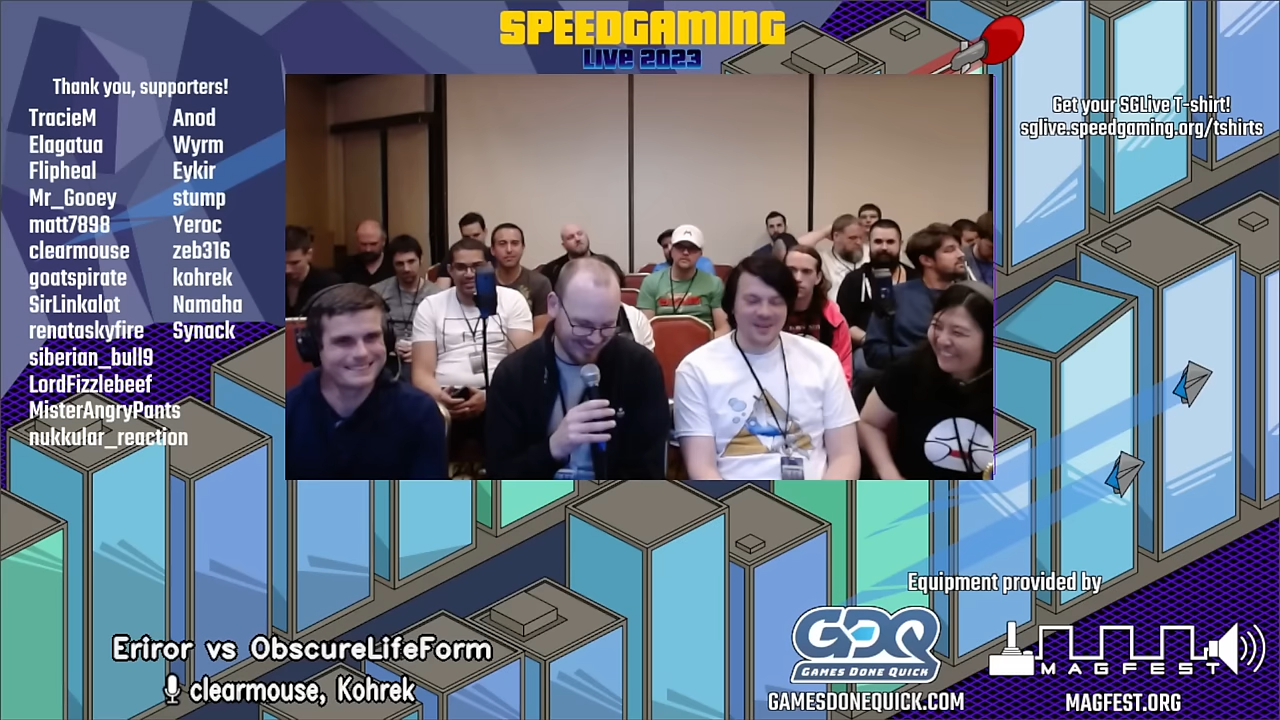 SPEEDGAMING
LIVE 2023
Thank you, supporters!
TracieM
Elagatua
Flipheal
Mr_Gooey
matt7898
clearmouse
goatspirate
SirLinkalot
renataskyfire
siberian_bull9
LordFizzlebeef
MisterAngryPants
nukkular_reaction
Anod
Wyrm
Eykir
stump
Yeroc
zeb316
kohrek
Namaha
Synack
Get your SGLive T-shirt!
sglive.speedgaming.org/tshirts
Eriror vs ObscureLifeForm
clearmouse, Kohrek
Equipment provided by
GDQ
GAMES DONE QUICK
GAMESDONEQUICK.COM
MAGFEST
MAGFEST.ORG